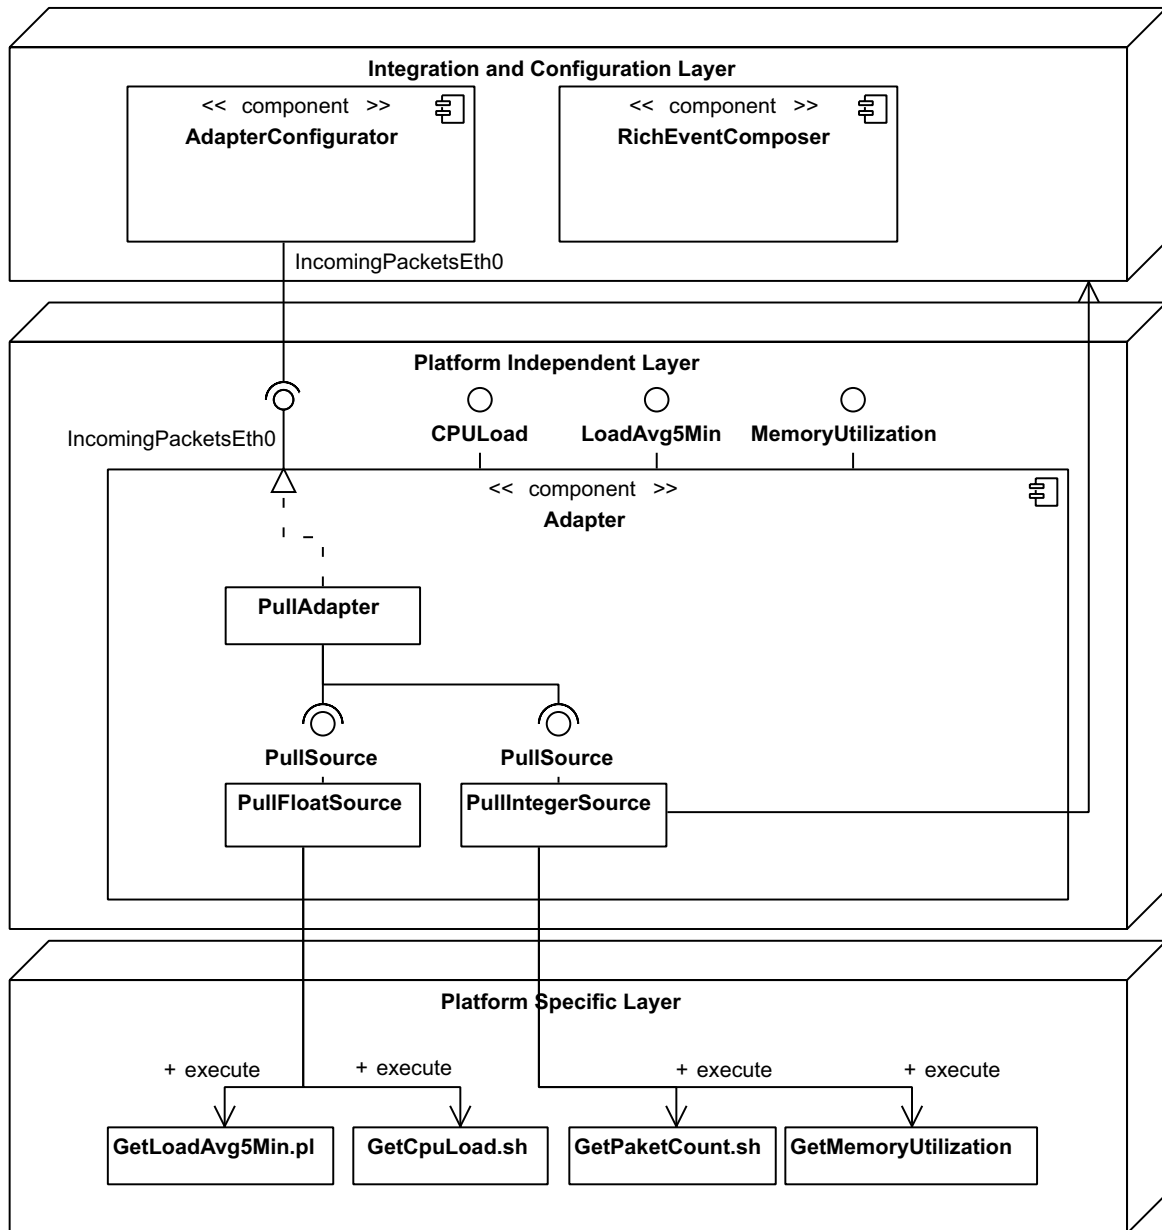 Integration and Configuration Layer
<< component >>
AdapterConfigurator
<< component >>
RichEventComposer
IncomingPacketsEth0
Platform Independent Layer
IncomingPacketsEth0
CPULoad
LoadAvg5Min
MemoryUtilization
<< component >>
Adapter
PullAdapter
PullSource
PullSource
PullFloatSource
PullIntegerSource
Platform Specific Layer
+ execute
+ execute
+ execute
+ execute
GetLoadAvg5Min.pl
GetCpuLoad.sh
GetPaketCount.sh
GetMemoryUtilization